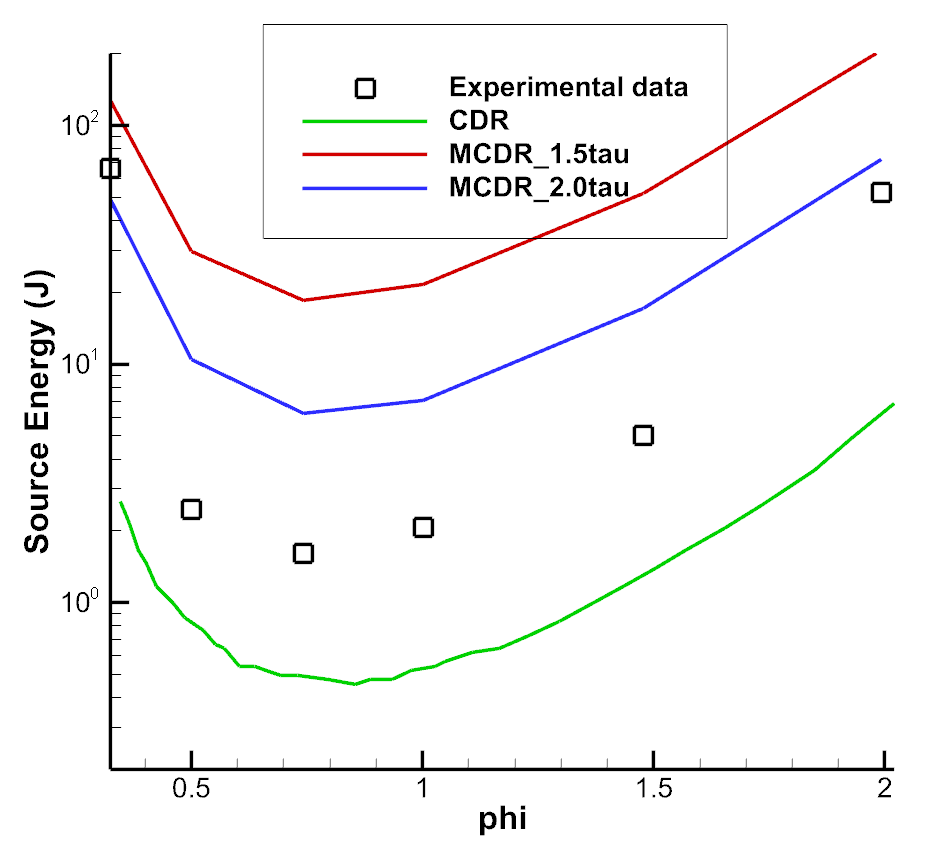 Experimental data
CDR
MCDR_1.5tau
MCDR_2.0tau
Source Energy (J)
10²
10¹
10⁰
0.5 1 1.5 2
phi